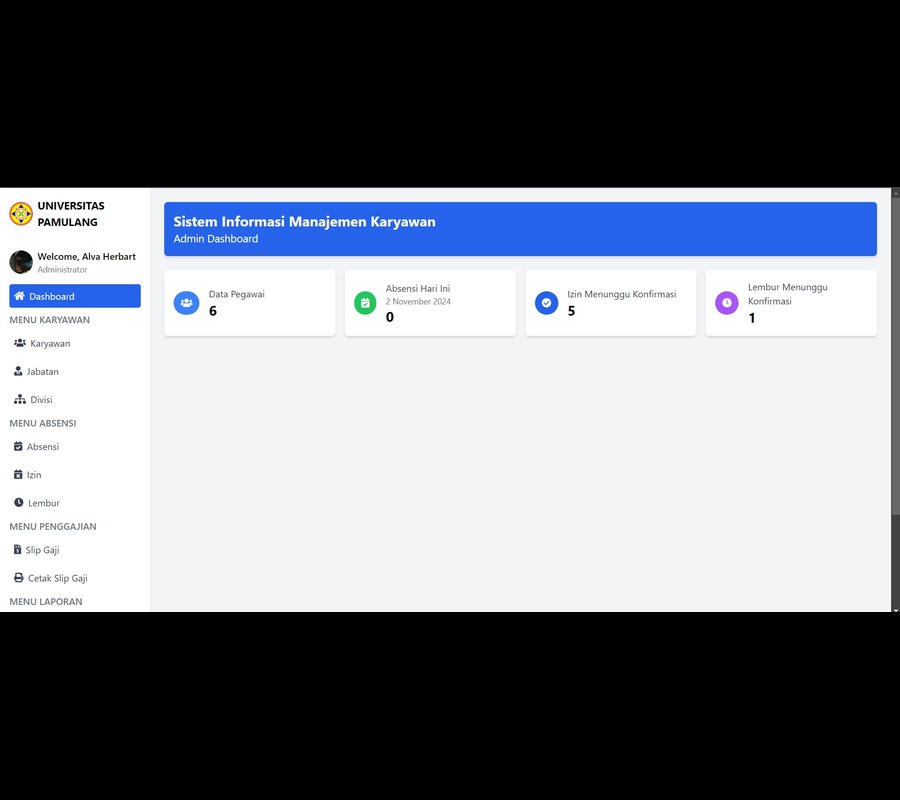 UNIVERSITAS
PAMULANG
Welcome, Alva Herbart
Administrator
Dashboard
MENU KARYAWAN
Karyawan
Jabatan
Divisi
MENU ABSENSI
Absensi
Izin
Lembur
MENU PENGGAJIAN
Slip Gaji
Cetak Slip Gaji
MENU LAPORAN
Sistem Informasi Manajemen Karyawan
Admin Dashboard
Data Pegawai
6
Absensi Hari Ini
2 November 2024
0
Izin Menunggu Konfirmasi
5
Lembur Menunggu
Konfirmasi
1